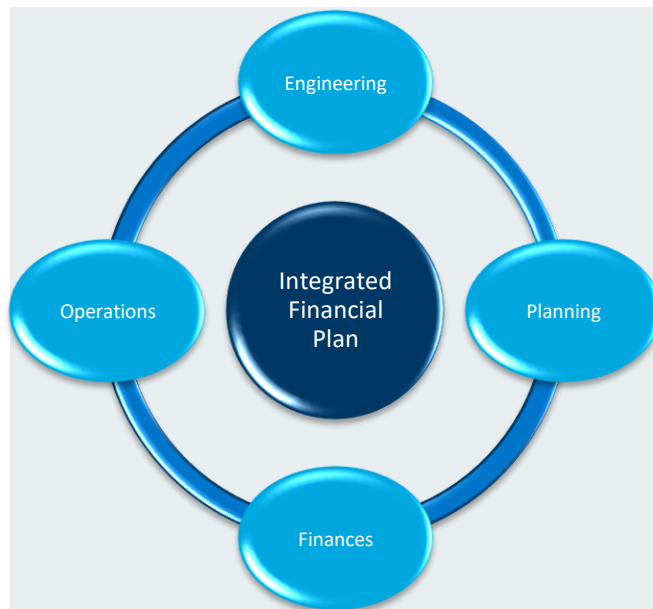 Engineering
Integrated
Financial
Plan
Operations
Planning
Finances